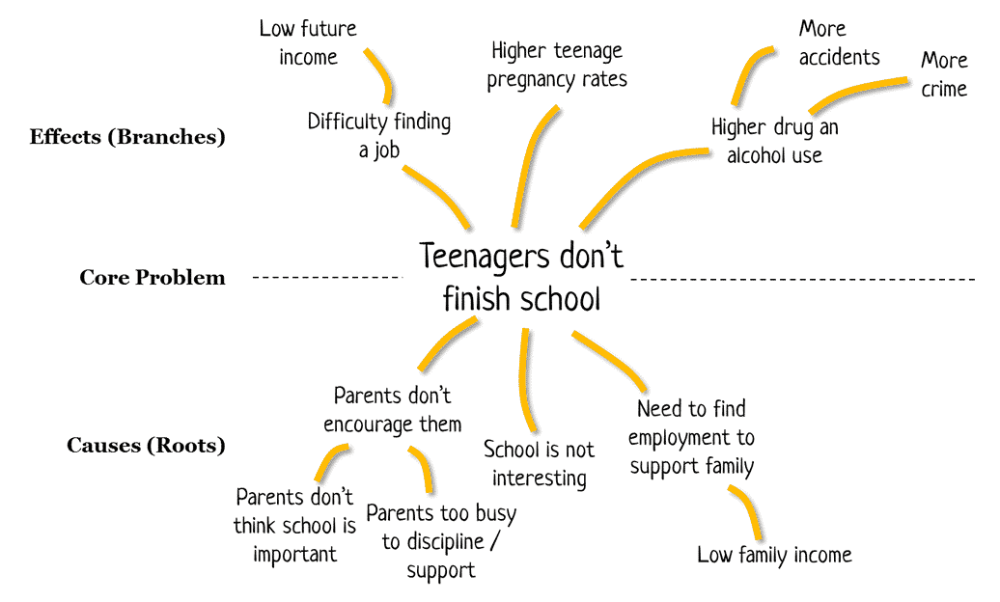 Low future
income
Higher teenage
pregnancy rates
More
accidents
More
crime
Effects (Branches)
Difficulty finding
a job
Higher drug an
alcohol use
Core Problem
Teenagers don't
finish school
Causes (Roots)
Parents don't
encourage them
School is not
interesting
Need to find
employment to
support family
Parents don't
think school is
important
Parents too busy
to discipline /
support
Low family income